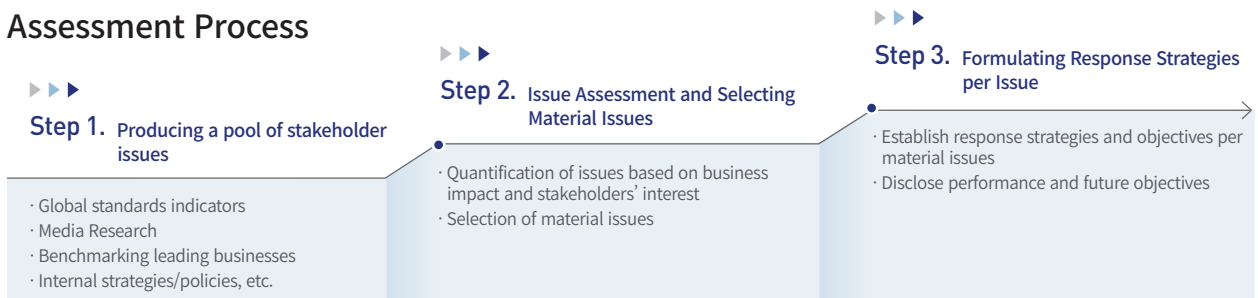 Assessment Process
Step 1. Producing a pool of stakeholder
issues
· Global standards indicators
· Media Research
· Benchmarking leading businesses
· Internal strategies/policies, etc.
Step 2. Issue Assessment and Selecting
Material Issues
· Quantification of issues based on business
impact and stakeholders’ interest
· Selection of material issues
Step 3. Formulating Response Strategies
per Issue
· Establish response strategies and objectives per
material issues
· Disclose performance and future objectives